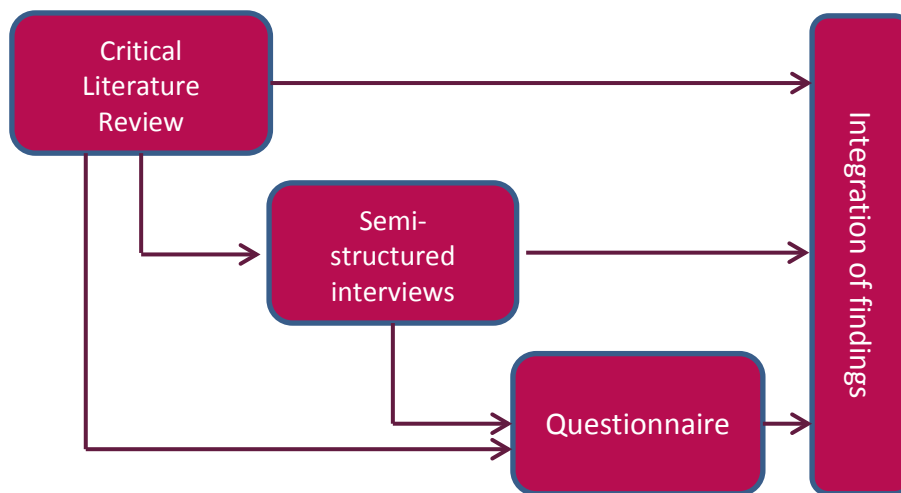 Critical
Literature
Review
Semi-
structured
interviews
Questionnaire
Integration of findings